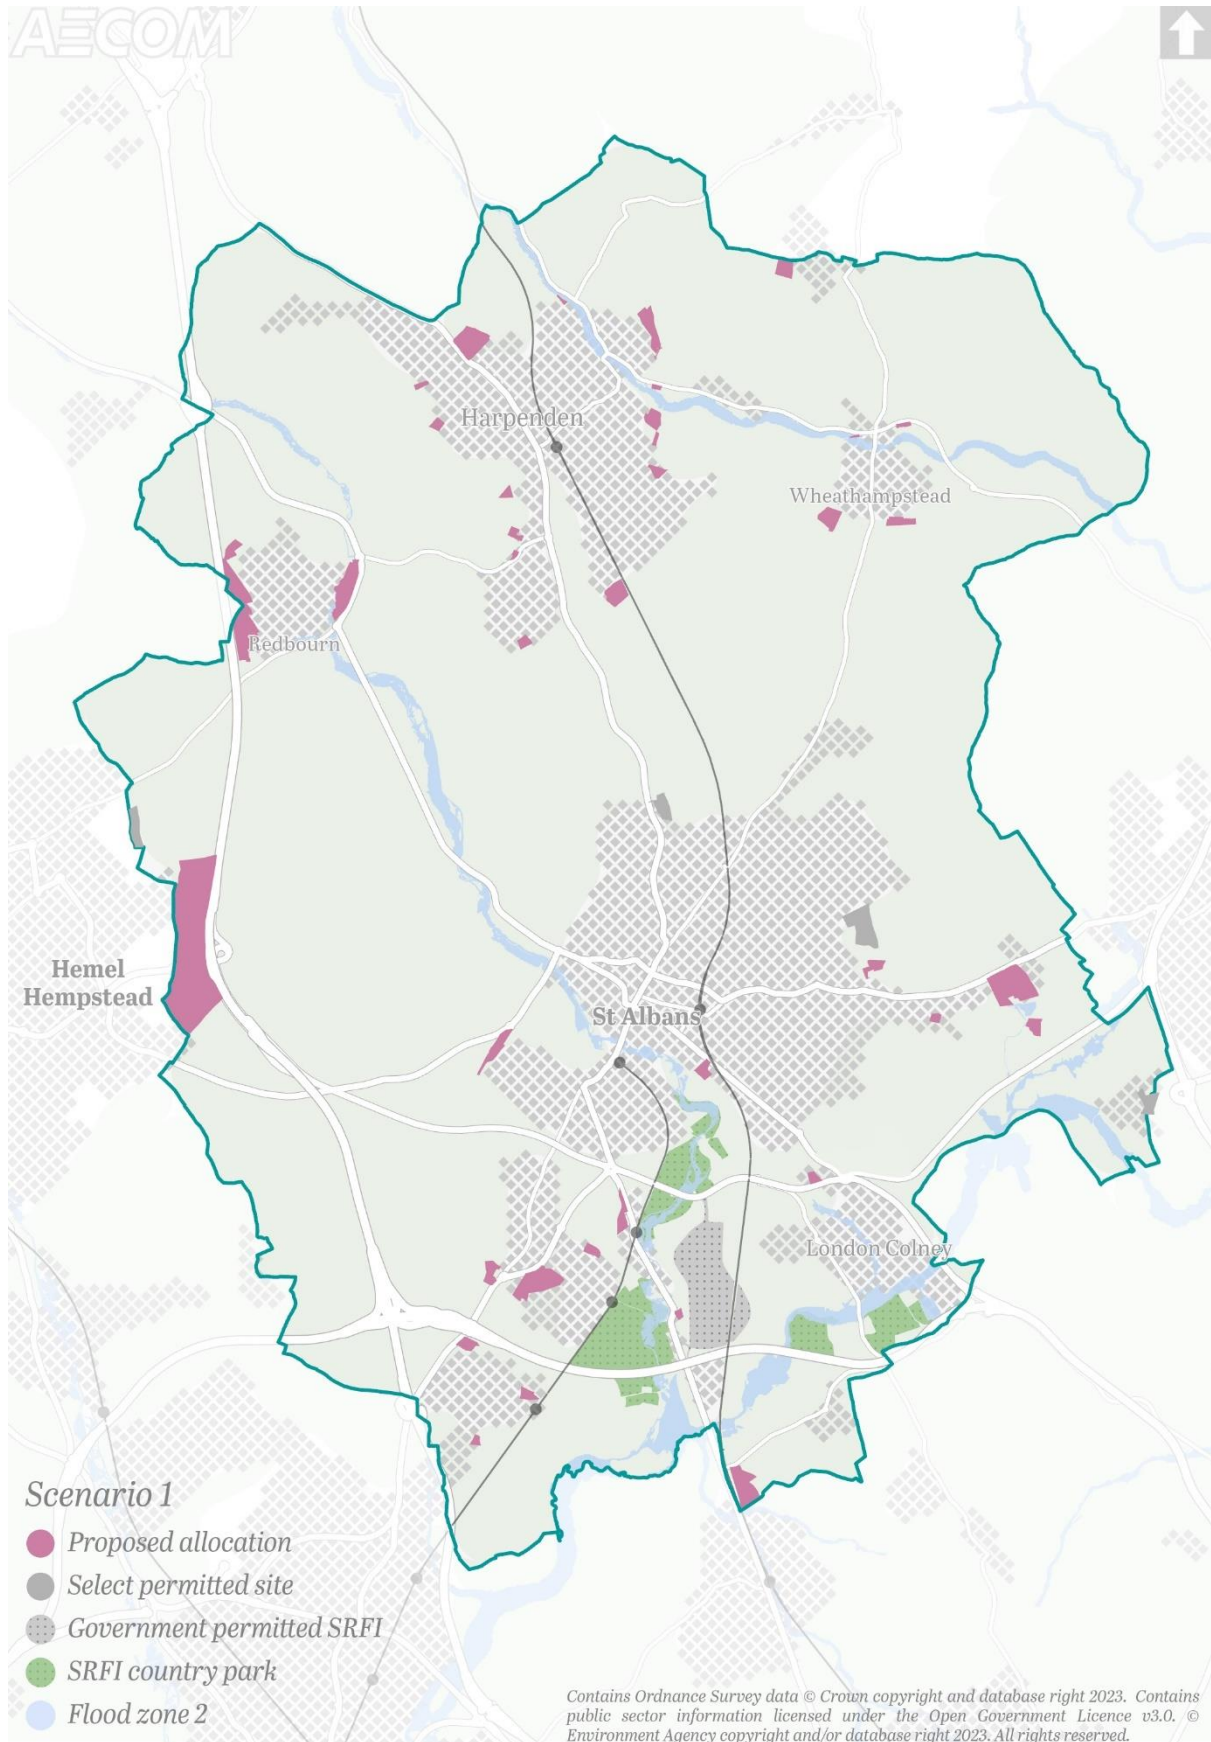 AECOM
Harpenden
Wheathampstead
Redbourn
Hemel
Hempstead
St Albans
London Colney
Scenario 1
Proposed allocation
Select permitted site
Government permitted SRFI
SRFI country park
Flood zone 2
Contains Ordnance Survey data © Crown copyright and database right 2023. Contains
public sector information licensed under the Open Government Licence v3.0. ©
Environment Agency copyright and/or database right 2023. All rights reserved.